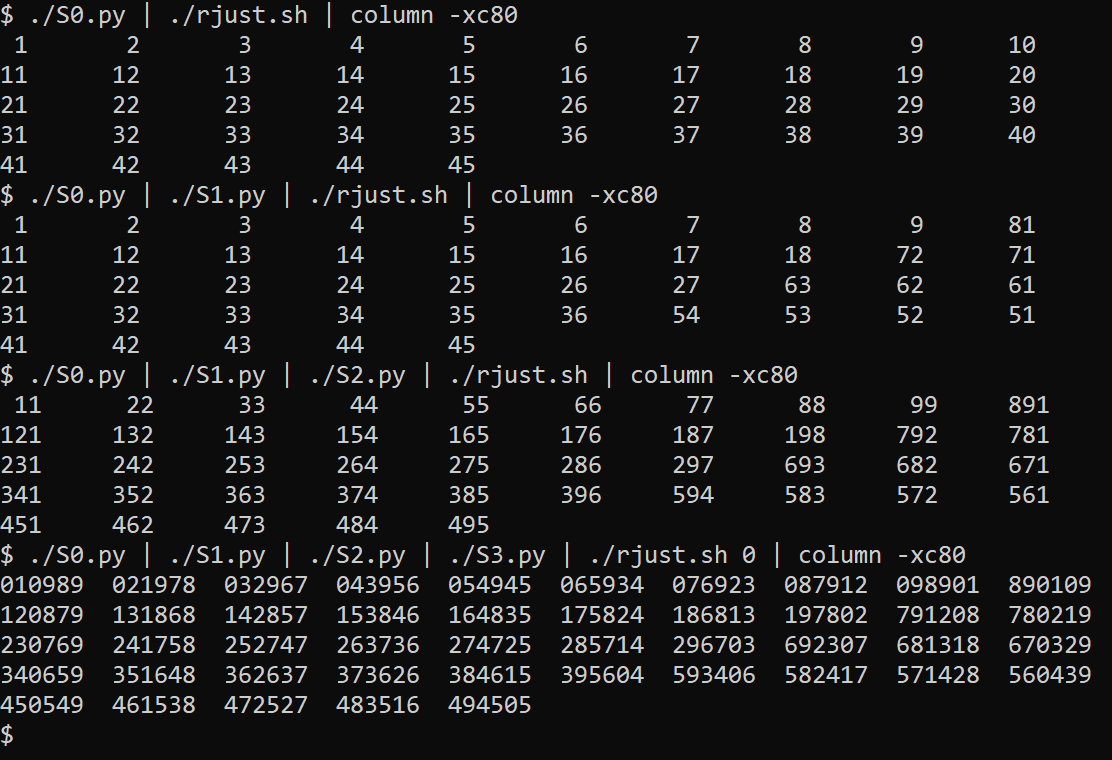 $ ./S0.py | ./rjust.sh | column -xc80
 1      2       3       4       5       6       7       8       9      10
11      12      13      14      15      16      17      18      19      20
21      22      23      24      25      26      27      28      29      30
31      32      33      34      35      36      37      38      39      40
41      42      43      44      45
$ ./S0.py | ./S1.py | ./rjust.sh | column -xc80
 1      2       3       4       5       6       7       8       9      81
11      12      13      14      15      16      17      18      72      71
21      22      23      24      25      26      27      63      62      61
31      32      33      34      35      36      54      53      52      51
41      42      43      44      45
$ ./S0.py | ./S1.py | ./S2.py | ./rjust.sh | column -xc80
 11      22      33      44      55      66      77      88      99     891
121     132     143     154     165     176     187     198     792     781
231     242     253     264     275     286     297     693     682     671
341     352     363     374     385     396     594     583     572     561
451     462     473     484     495
$ ./S0.py | ./S1.py | ./S2.py | ./S3.py | ./rjust.sh 0 | column -xc80
010989  021978  032967  043956  054945  065934  076923  087912  098901  890109
120879  131868  142857  153846  164835  175824  186813  197802  791208  780219
230769  241758  252747  263736  274725  285714  296703  692307  681318  670329
340659  351648  362637  373626  384615  395604  593406  582417  571428  560439
450549  461538  472527  483516  494505
$